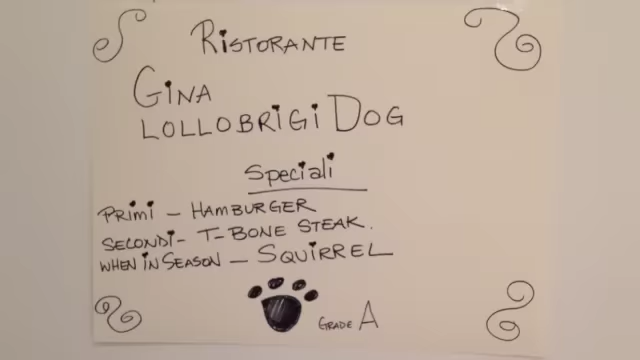 RISTORANTE
GINA
LOLLOBRIGIDOG
Speciali
PRIMI - HAMBURGER
SECONDI - T-BONE STEAK.
WHEN IN SEASON - SQUIRREL
GRADE A